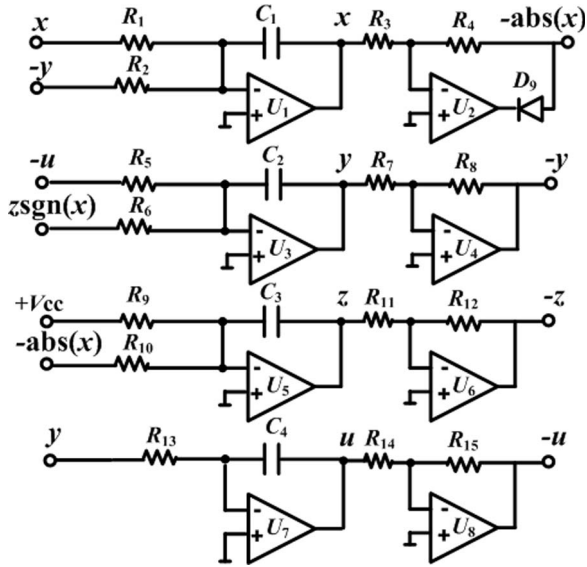 x R₁ C₁ x R₃ R₄ -abs(x)
-y R₂ - + U₁ - + U₂ D₉
-u R₅ C₂ y R₇ R₈ -y
zsgn(x) R₆ - + U₃ - + U₄
+Vcc R₉ C₃ z R₁₁ R₁₂ -z
-abs(x) R₁₀ - + U₅ - + U₆
y R₁₃ C₄ u R₁₄ R₁₅ -u
- + U₇ - + U₈